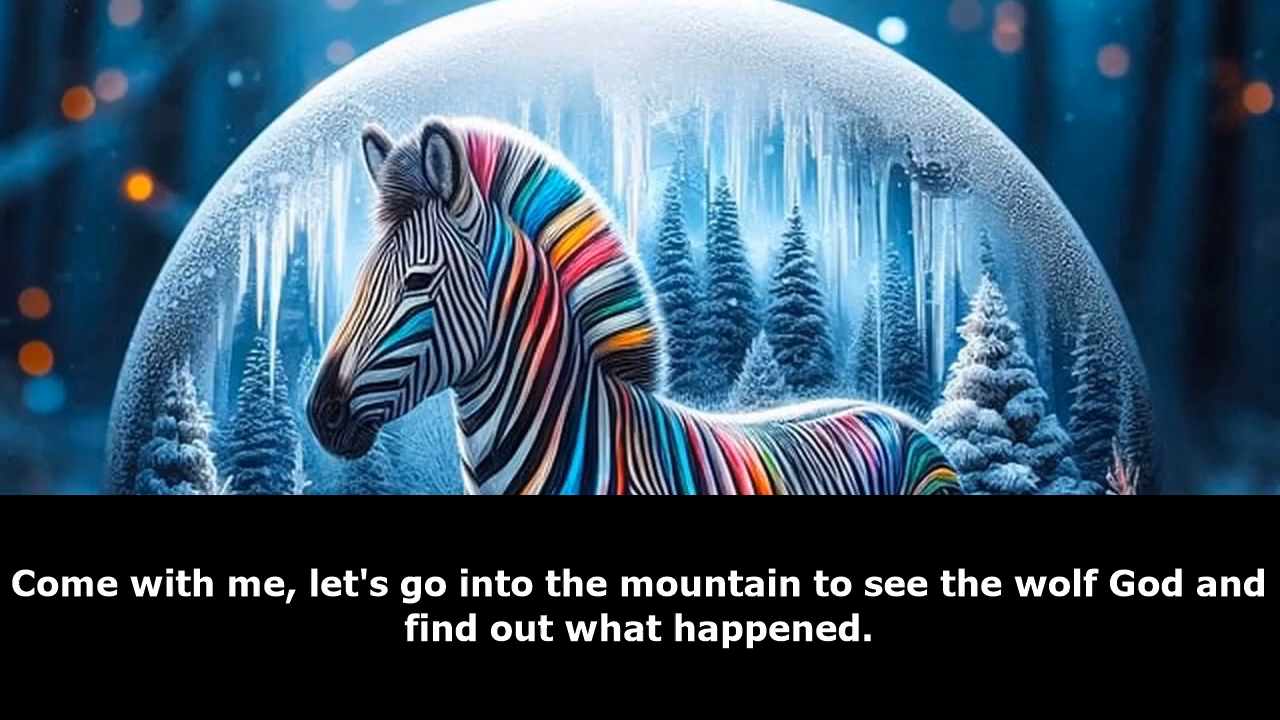 Come with me, let's go into the mountain to see the wolf God and
find out what happened.